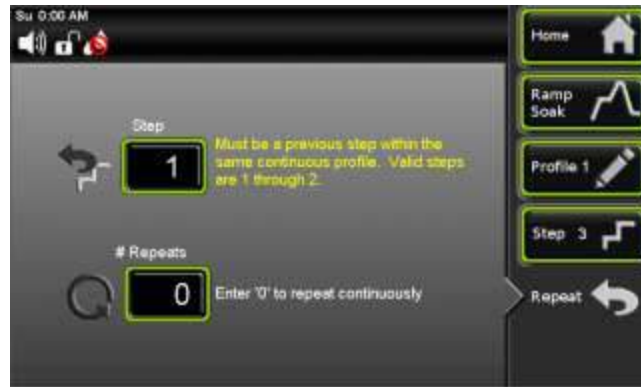 Su 0:00 AM
Home
Ramp
Soak
Step
1
Must be a previous step within the
same continuous profile. Valid steps
are 1 through 2.
Profile 1
Step 3
# Repeats
0
Enter '0' to repeat continuously
Repeat